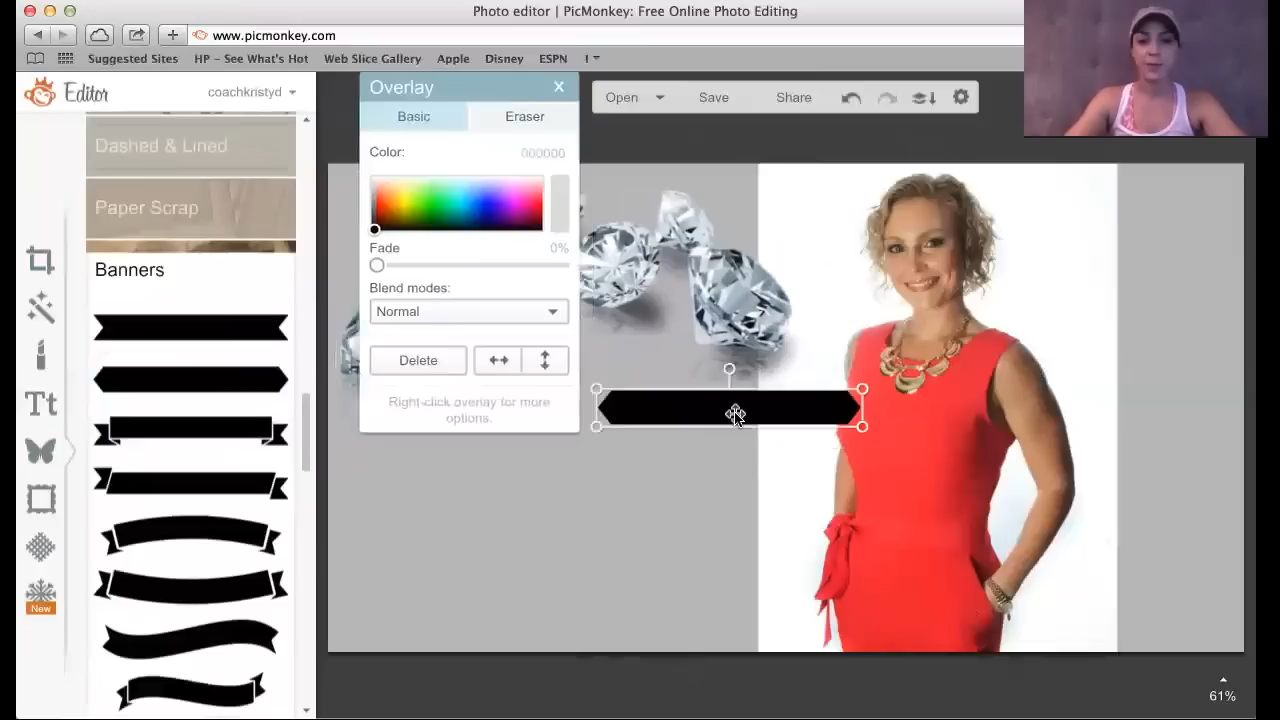 Photo editor | PicMonkey: Free Online Photo Editing
www.picmonkey.com
Suggested Sites HP – See What's Hot Web Slice Gallery Apple Disney ESPN
Editor
coachkristyd
Overlay
X
Basic
Eraser
Open
Save
Share
Color:
000000
Fade
0%
Blend modes:
Normal
Delete
Right-click overlay for more
options.
Dashed & Lined
Paper Scrap
Banners
Tt
New
61%